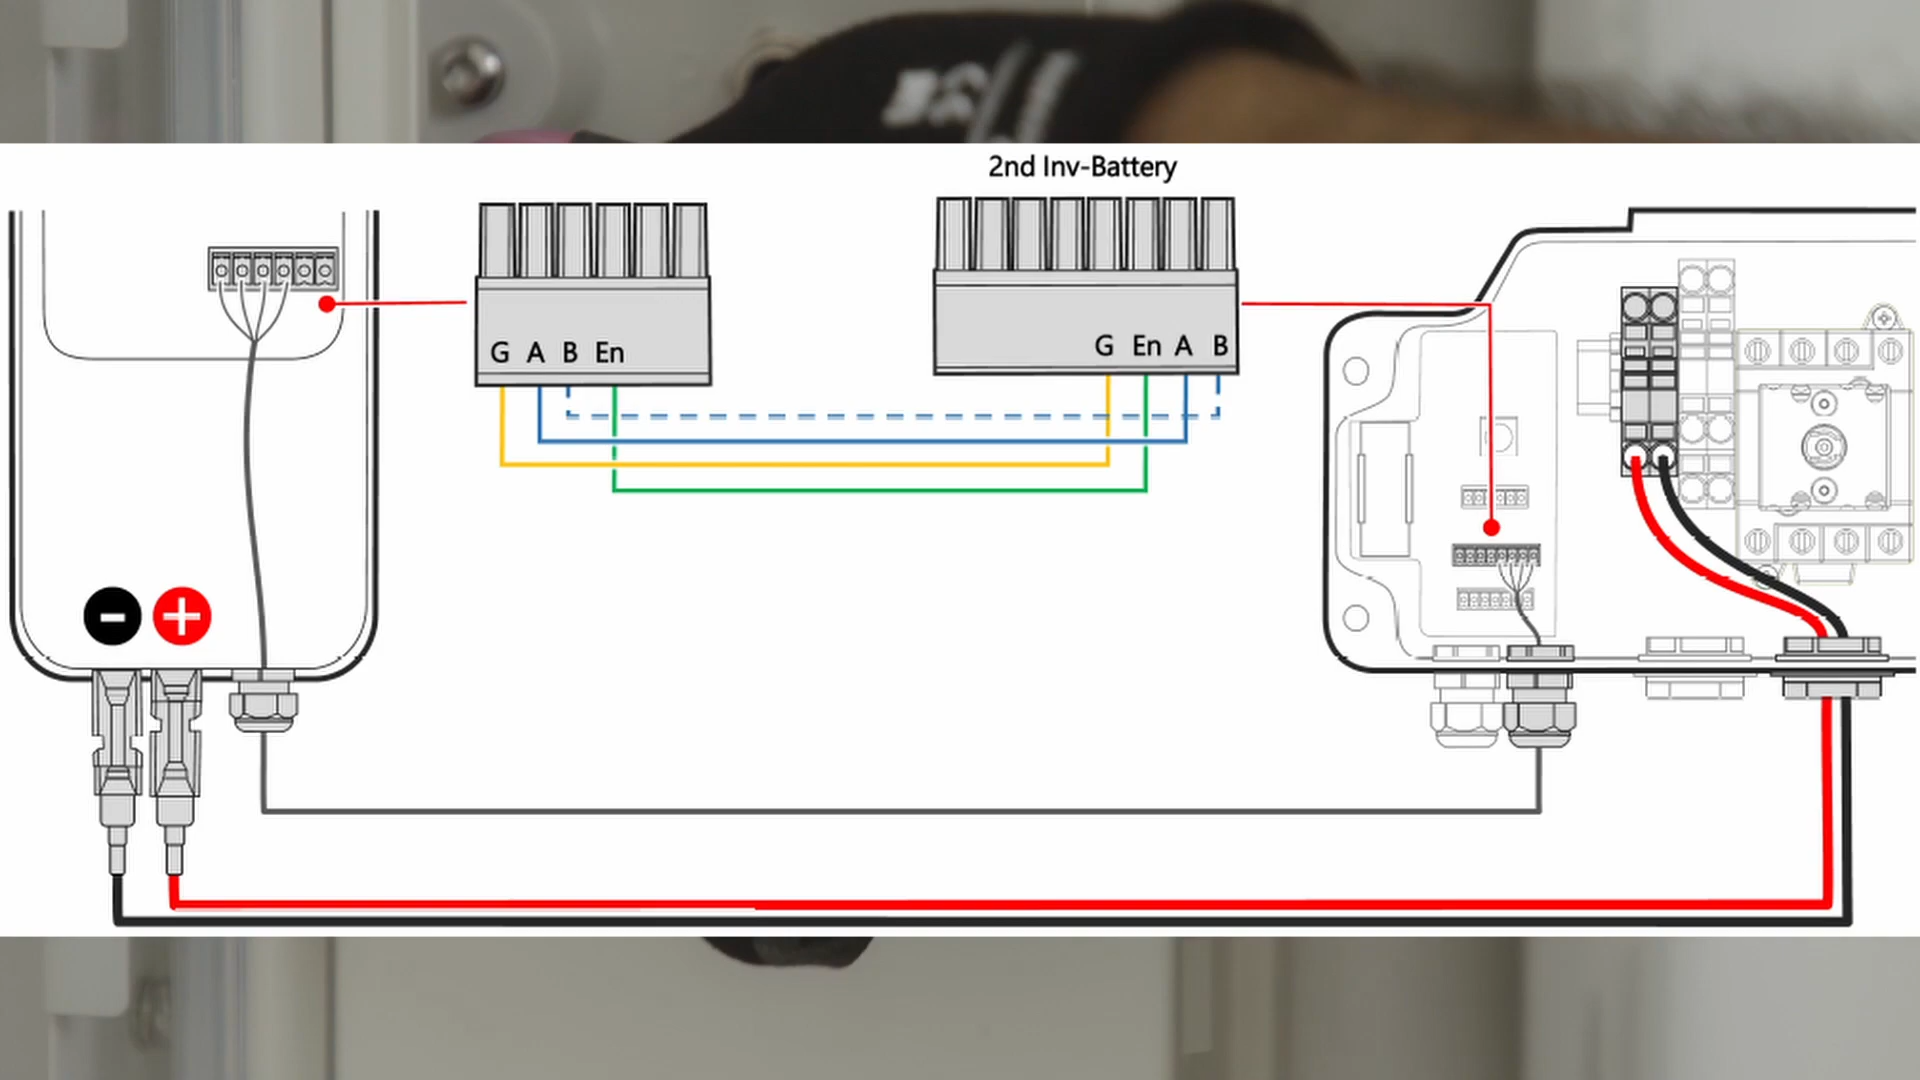 2nd Inv-Battery
G A B En
G En A B
- +